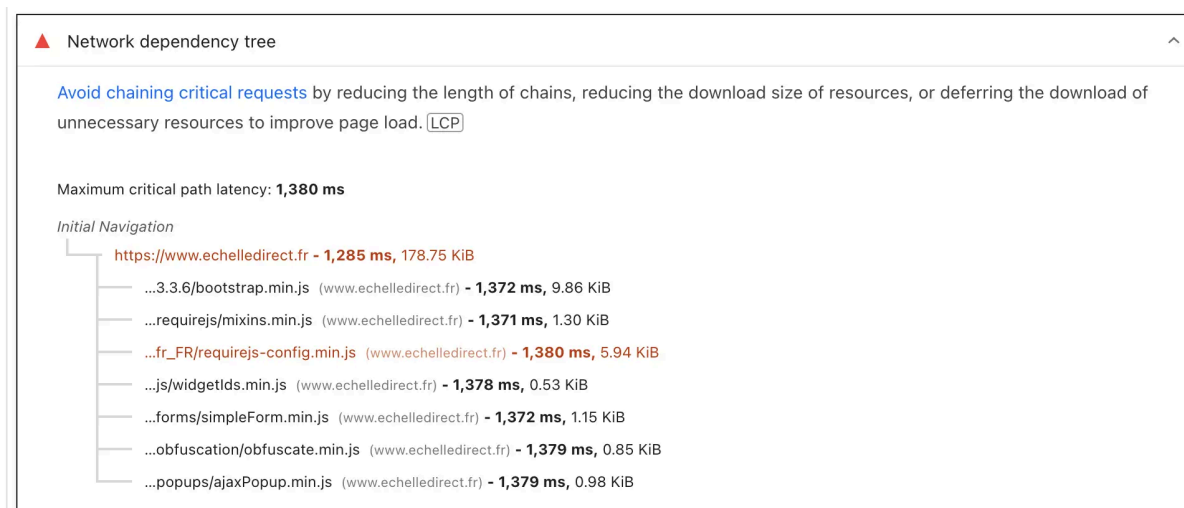 Network dependency tree
Avoid chaining critical requests by reducing the length of chains, reducing the download size of resources, or deferring the download of
unnecessary resources to improve page load. LCP
Maximum critical path latency: 1,380 ms
Initial Navigation
https://www.echelledirect.fr - 1,285 ms, 178.75 KiB
...3.3.6/bootstrap.min.js (www.echelledirect.fr) - 1,372 ms, 9.86 KiB
...requirejs/mixins.min.js (www.echelledirect.fr) - 1,371 ms, 1.30 KiB
...fr_FR/requirejs-config.min.js (www.echelledirect.fr) - 1,380 ms, 5.94 KiB
...js/widgetIds.min.js (www.echelledirect.fr) - 1,378 ms, 0.53 KiB
...forms/simpleForm.min.js (www.echelledirect.fr) - 1,372 ms, 1.15 KiB
...obfuscation/obfuscate.min.js (www.echelledirect.fr) - 1,379 ms, 0.85 KiB
...popups/ajaxPopup.min.js (www.echelledirect.fr) - 1,379 ms, 0.98 KiB